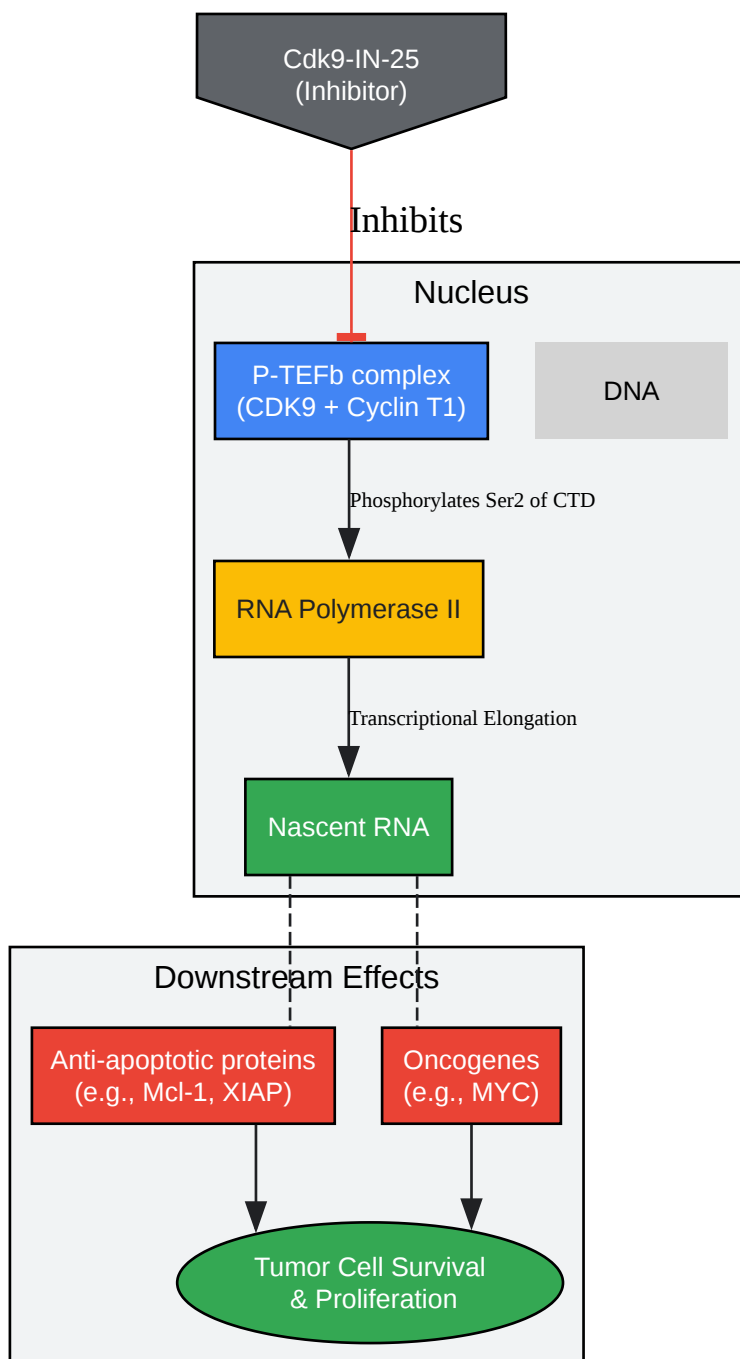 Cdk9-IN-25
(Inhibitor)
Inhibits
Nucleus
P-TEFb complex
(CDK9 + Cyclin T1)
DNA
Phosphorylates Ser2 of CTD
RNA Polymerase II
Transcriptional Elongation
Nascent RNA
Downstream Effects
Anti-apoptotic proteins
(e.g., Mcl-1, XIAP)
Oncogenes
(e.g., MYC)
Tumor Cell Survival
& Proliferation